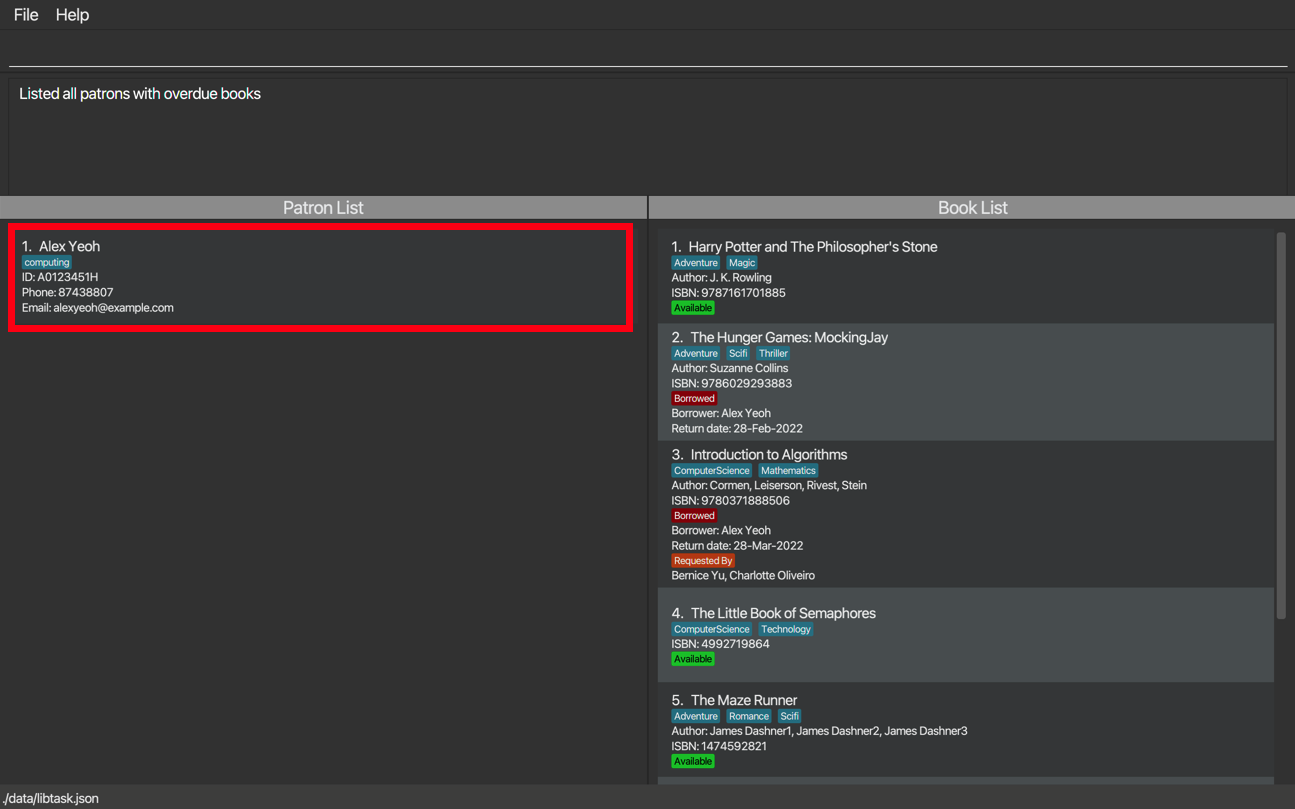 File Help
Listed all patrons with overdue books
Patron List
1. Alex Yeoh
computing
ID: A0123451H
Phone: 87438807
Email: alexyeoh@example.com
Book List
1. Harry Potter and The Philosopher's Stone
Adventure Magic
Author: J. K. Rowling
ISBN: 9787161701885
Available
2. The Hunger Games: MockingJay
Adventure Scifi Thriller
Author: Suzanne Collins
ISBN: 9786029293883
Borrowed
Borrower: Alex Yeoh
Return date: 28-Feb-2022
3. Introduction to Algorithms
ComputerScience Mathematics
Author: Cormen, Leiserson, Rivest, Stein
ISBN: 9780371888506
Borrowed
Borrower: Alex Yeoh
Return date: 28-Mar-2022
Requested By
Bernice Yu, Charlotte Oliveiro
4. The Little Book of Semaphores
ComputerScience Technology
ISBN: 4992719864
Available
5. The Maze Runner
Adventure Romance Scifi
Author: James Dashner1, James Dashner2, James Dashner3
ISBN: 1474592821
Available
./data/libtask.json